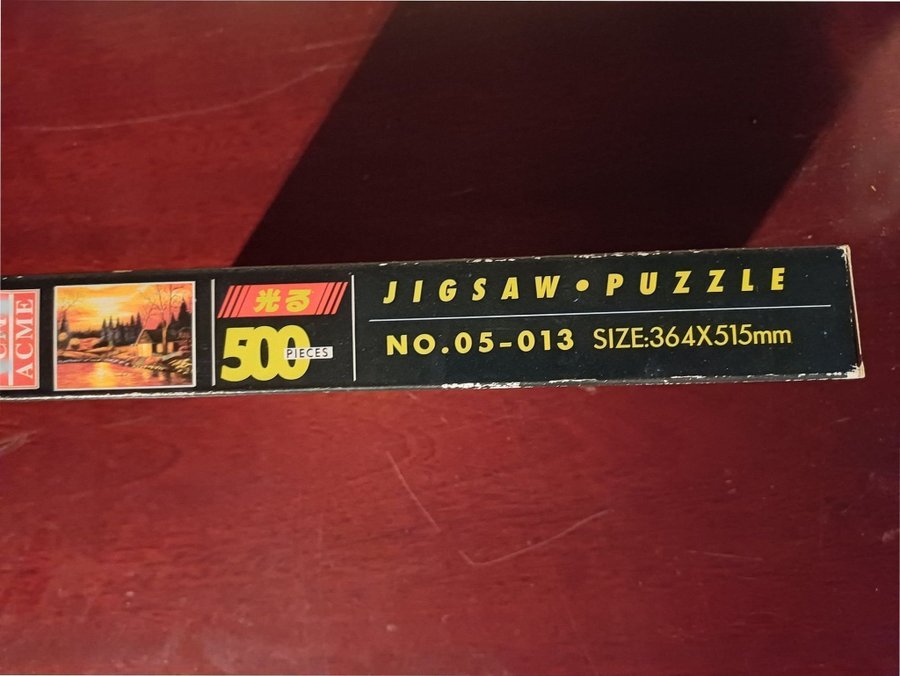 ACME
光る
500
PIECES
JIGSAW•PUZZLE
NO.05-013 SIZE:364X515mm